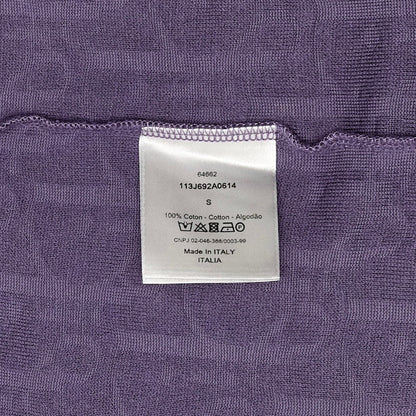 64662
113J692A0614
S
100% Coton - Cotton - Algodão
CNPJ 02-046-366/0003-99
Made In ITALY
ITALIA